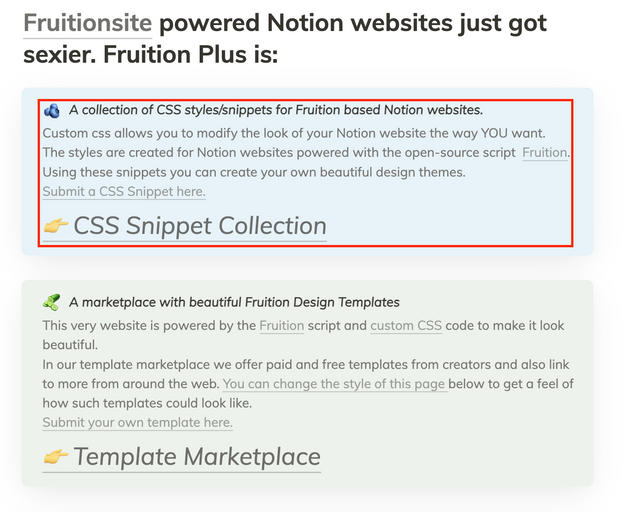 Fruitionsite powered Notion websites just got
sexier. Fruition Plus is:
A collection of CSS styles/snippets for Fruition based Notion websites.
Custom css allows you to modify the look of your Notion website the way YOU want.
The styles are created for Notion websites powered with the open-source script Fruition.
Using these snippets you can create your own beautiful design themes.
Submit a CSS Snippet here.
👉 CSS Snippet Collection
A marketplace with beautiful Fruition Design Templates
This very website is powered by the Fruition script and custom CSS code to make it look
beautiful.
In our template marketplace we offer paid and free templates from creators and also link
to more from around the web. You can change the style of this page below to get a feel of
how such templates could look like.
Submit your own template here.
👉 Template Marketplace